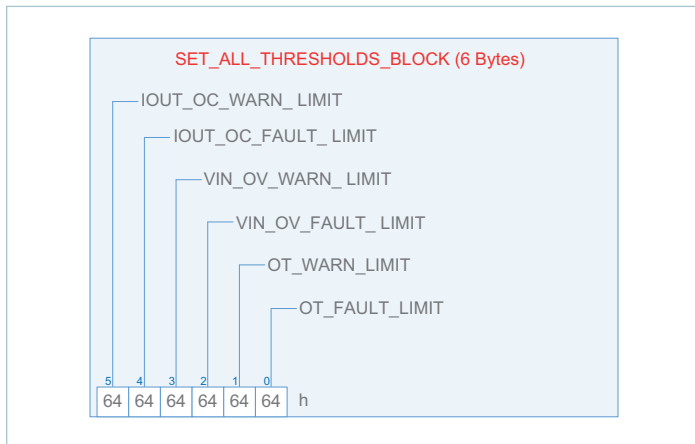 SET_ALL_THRESHOLDS_BLOCK (6 Bytes)
IOUT_OC_WARN_ LIMIT
IOUT_OC_FAULT_ LIMIT
VIN_OV_WARN_ LIMIT
VIN_OV_FAULT_ LIMIT
OT_WARN_LIMIT
OT_FAULT_LIMIT
5 4 3 2 1 0
64 64 64 64 64 64 h